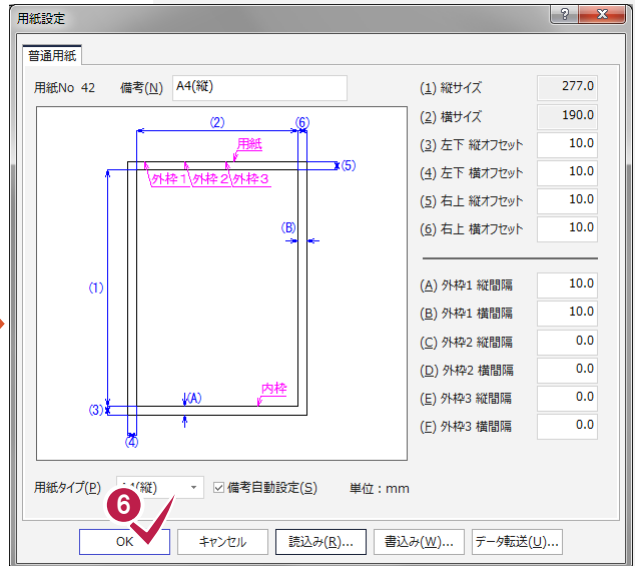 用紙設定
普通用紙
用紙No 42 備考(N) A4(縦)
(1) 縦サイズ 277.0
(2) 横サイズ 190.0
(3) 左下 縦オフセット 10.0
(4) 左下 横オフセット 10.0
(5) 右上 縦オフセット 10.0
(6) 右上 横オフセット 10.0
(A) 外枠1 縦間隔 10.0
(B) 外枠1 横間隔 10.0
(C) 外枠2 縦間隔 0.0
(D) 外枠2 横間隔 0.0
(E) 外枠3 縦間隔 0.0
(F) 外枠3 横間隔 0.0
(2) (6)
用紙
(5)
外枠1 外枠2 外枠3
(B)
(1)
内枠
(A)
(3)
(4)
用紙タイプ(P) A4(縦) 備考自動設定(S) 単位:mm
6
OK キャンセル 読込み(R)... 書込み(W)... データ転送(U)...